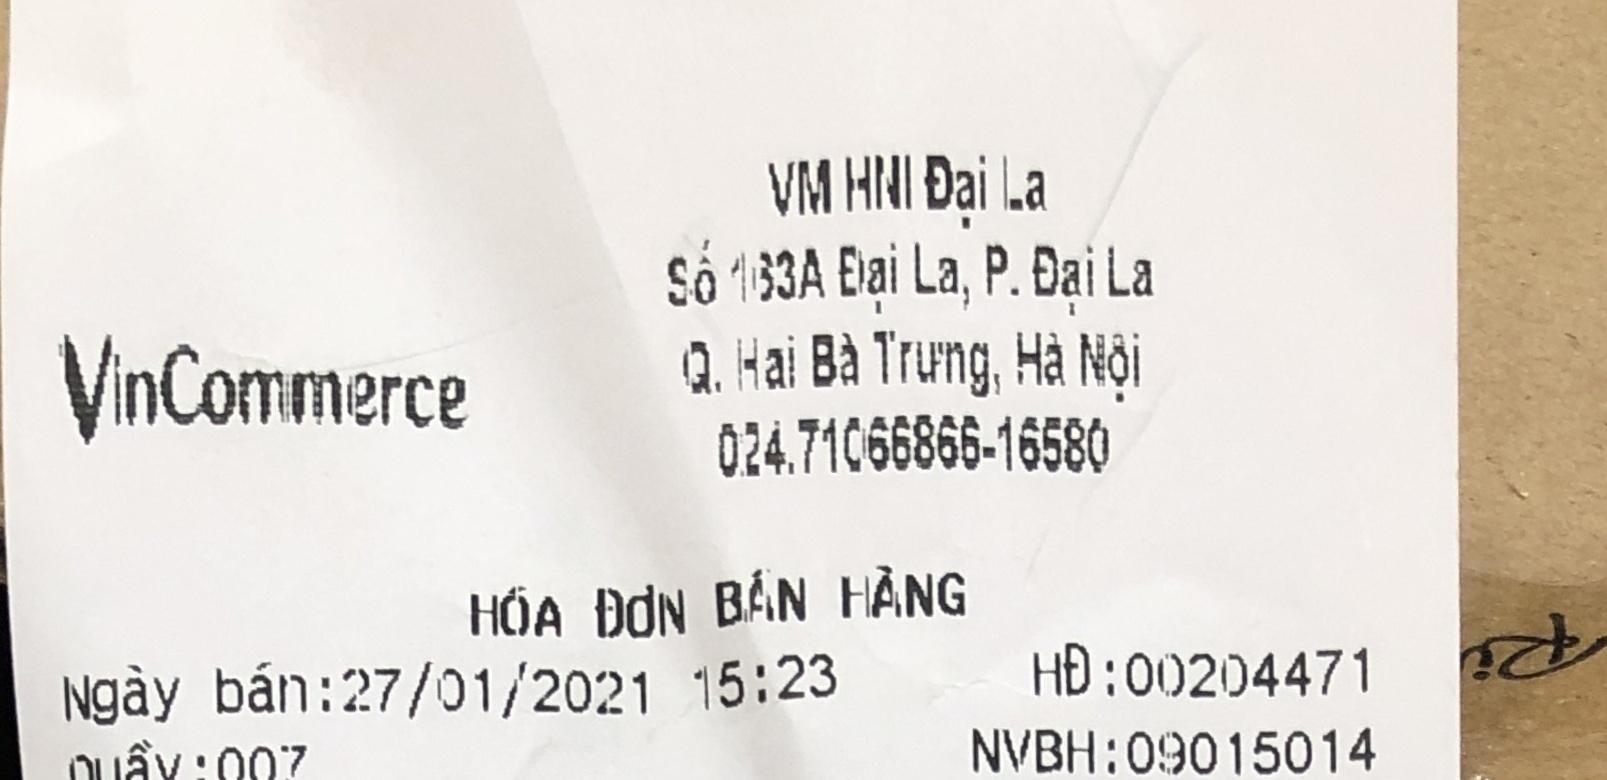 VM HNI Đại La
Số 163A Đại La, P. Đại La
Q. Hai Bà Trưng, Hà Nội
VinCommerce
024.71066866-16580
HÓA ĐƠN BÁN HÀNG
Ngày bán:27/01/2021 15:23 HĐ:00204471
Quầy:007 NVBH:09015014